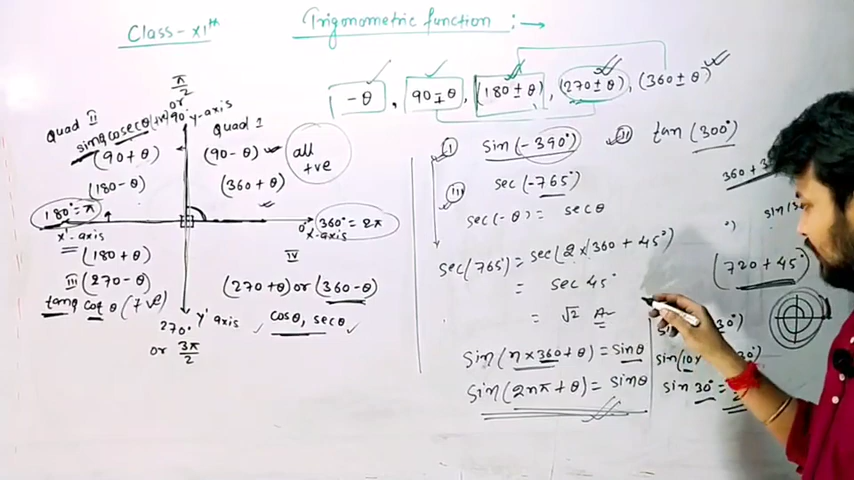 Class-XIth
Trigonometric function :→
-θ, 90±θ, (180±θ), (270±θ), (360±θ)
π/2
or
90° y-axis
Quad II
sinθ cosecθ (+ve)
(90+θ)
(180-θ)
180°=π
x'-axis
Quad 1
(90-θ)
(360+θ)
all
+ve
0° 360°=2π
x-axis
(180+θ)
III (270-θ)
tanθ cot θ (+ve)
270° y' axis
or 3π/2
IV
(270+θ) or (360-θ)
cosθ, secθ
I sin(-390°)
II tan (300°)
III sec(-765°)
sec(-θ) = secθ
sec(765°) = sec(2×360+45°)
= sec 45°
= √2
sin(n×360+θ) = sinθ
sin(2nπ+θ) = sinθ
(720+45°)
sin 30° =